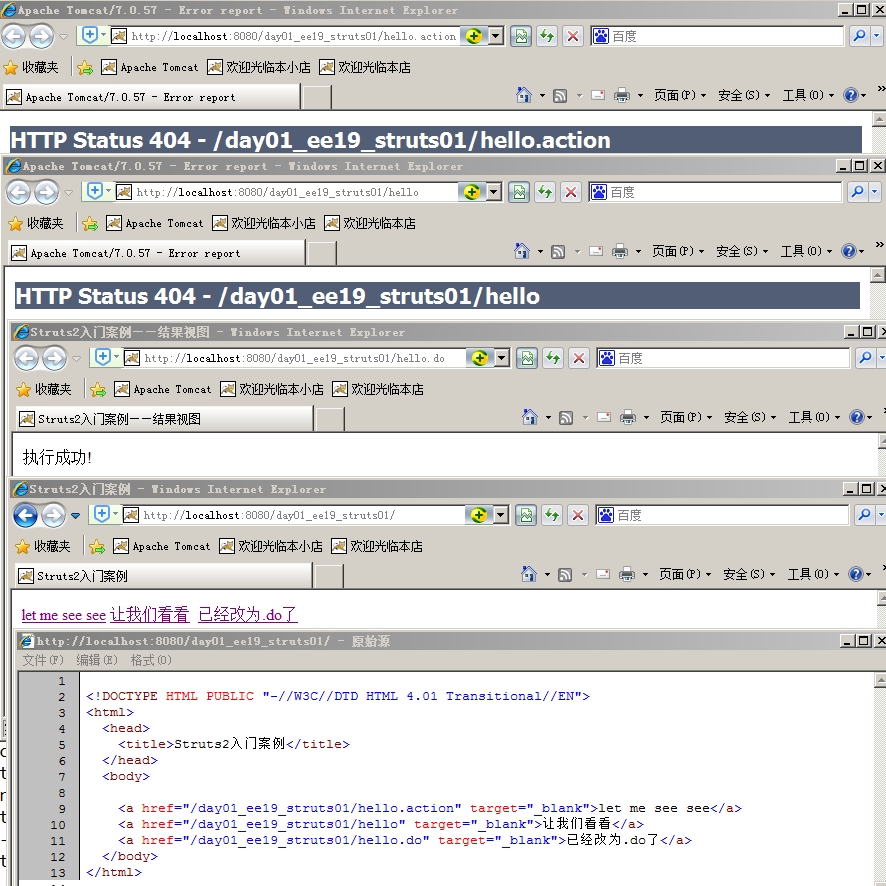 Apache Tomcat/7.0.57 - Error report - Windows Internet Explorer
http://localhost:8080/day01_ee19_struts01/hello.action
百度
收藏夹 Apache Tomcat 欢迎光临本小店 欢迎光临本店
Apache Tomcat/7.0.57 - Error report
页面(P) 安全(S) 工具(O)
HTTP Status 404 - /day01_ee19_struts01/hello.action
Apache Tomcat/7.0.57 - Error report - Windows Internet Explorer
http://localhost:8080/day01_ee19_struts01/hello
百度
收藏夹 Apache Tomcat 欢迎光临本小店 欢迎光临本店
Apache Tomcat/7.0.57 - Error report
页面(P) 安全(S) 工具(O)
HTTP Status 404 - /day01_ee19_struts01/hello
Struts2入门案例——结果视图 - Windows Internet Explorer
http://localhost:8080/day01_ee19_struts01/hello.do
百度
收藏夹 Apache Tomcat 欢迎光临本小店 欢迎光临本店
Struts2入门案例——结果视图
页面(P) 安全(S) 工具(O)
执行成功!
Struts2入门案例 - Windows Internet Explorer
http://localhost:8080/day01_ee19_struts01/
百度
收藏夹 Apache Tomcat 欢迎光临本小店 欢迎光临本店
Struts2入门案例
页面(P) 安全(S) 工具(O)
let me see see 让我们看看 已经改为.do了
http://localhost:8080/day01_ee19_struts01/ - 原始源
文件(F) 编辑(E) 格式(O)
1
2 <!DOCTYPE HTML PUBLIC "-//W3C//DTD HTML 4.01 Transitional//EN">
3 <html>
4 <head>
5 <title>Struts2入门案例</title>
6 </head>
7 <body>
8
9 <a href="/day01_ee19_struts01/hello.action" target="_blank">let me see see</a>
10 <a href="/day01_ee19_struts01/hello" target="_blank">让我们看看</a>
11 <a href="/day01_ee19_struts01/hello.do" target="_blank">已经改为.do了</a>
12 </body>
13 </html>